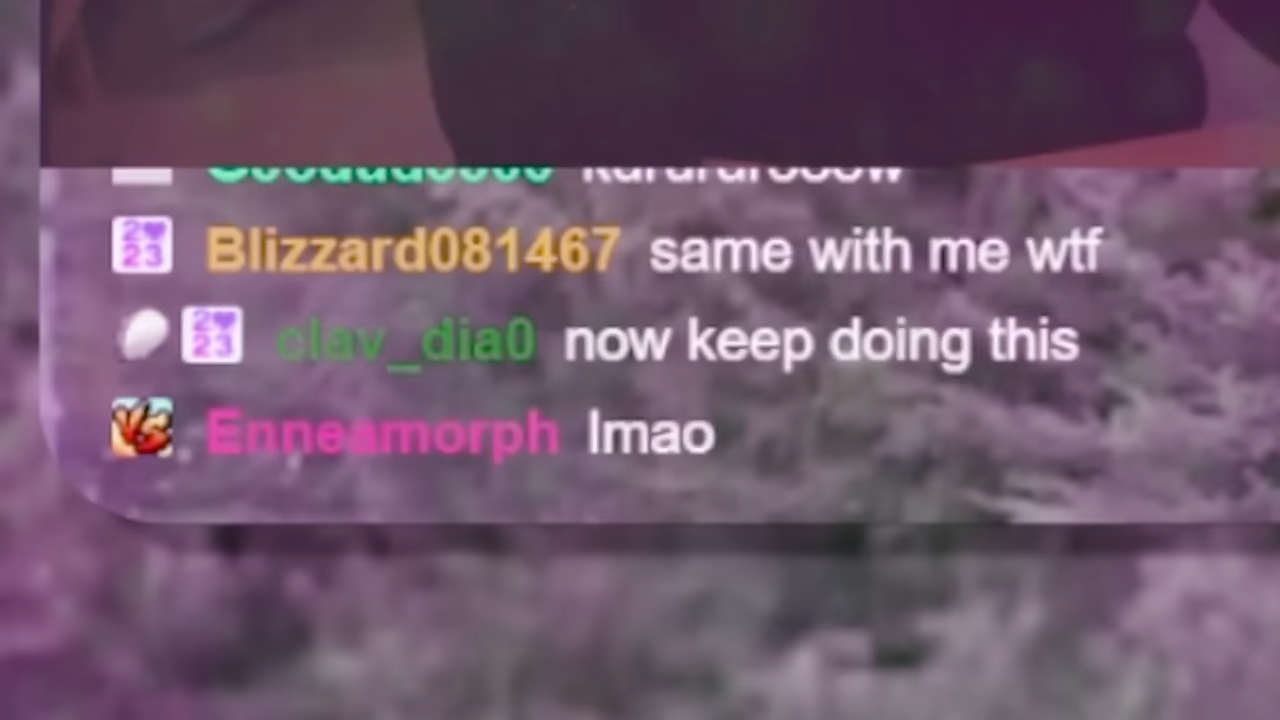 Blizzard081467 same with me wtf
clav_dia0 now keep doing this
Enneamorph lmao